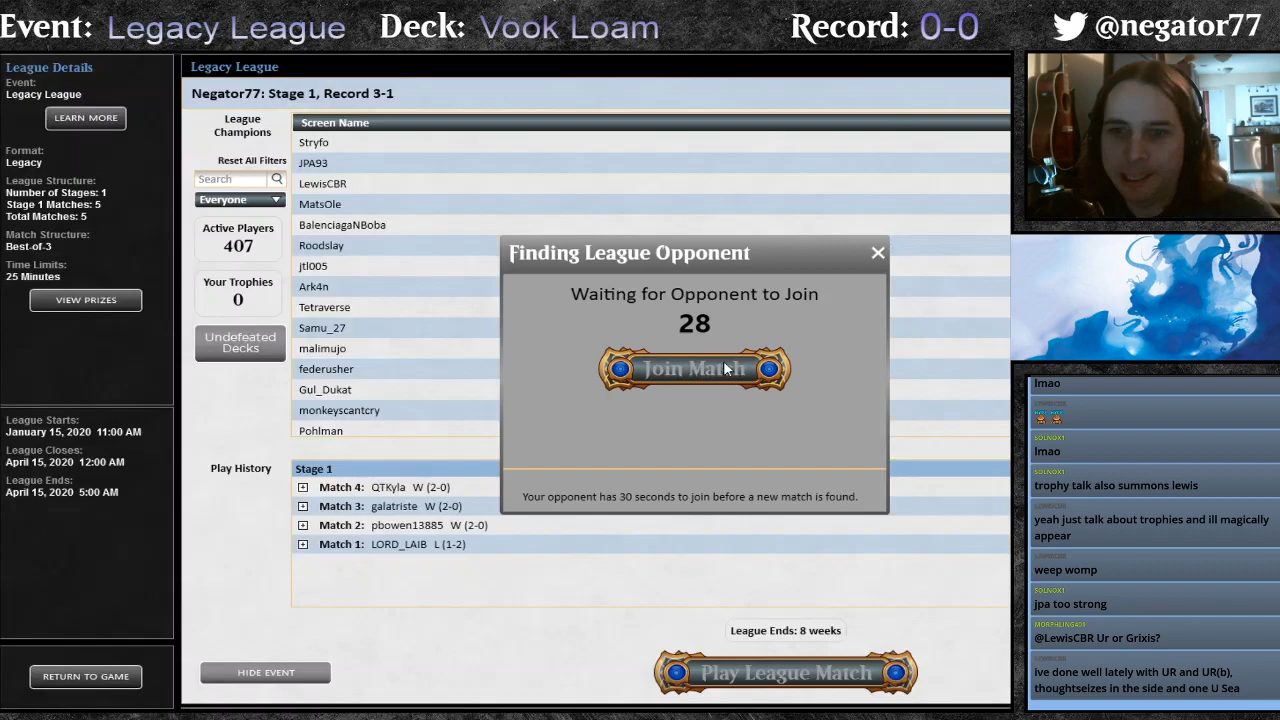 Event: Legacy League Deck: Vook Loam Record: 0-0 @negator77
League Details
Event:
Legacy League
LEARN MORE
Format:
Legacy
League Structure:
Number of Stages: 1
Stage 1 Matches: 5
Total Matches: 5
Match Structure:
Best-of-3
Time Limits:
25 Minutes
VIEW PRIZES
League Starts:
January 15, 2020 11:00 AM
League Closes:
April 15, 2020 12:00 AM
League Ends:
April 15, 2020 5:00 AM
RETURN TO GAME
Legacy League
Negator77: Stage 1, Record 3-1
League
Champions
Reset All Filters
Search
Everyone
Active Players
407
Your Trophies
0
Undefeated
Decks
Screen Name
Stryfo
JPA93
LewisCBR
MatsOle
BalenciagaNBoba
Roodslay
jtl005
Ark4n
Tetraverse
Samu_27
malimujo
federusher
Gul_Dukat
monkeyscantcry
Pohlman
Finding League Opponent
Waiting for Opponent to Join
28
Join Match
Your opponent has 30 seconds to join before a new match is found.
Play History
Stage 1
Match 4: QTKyla W (2-0)
Match 3: galatriste W (2-0)
Match 2: pbowen13885 W (2-0)
Match 1: LORD_LAIB L (1-2)
League Ends: 8 weeks
HIDE EVENT
Play League Match
lmao
LEWISCBR
SOLNOX1
lmao
SOLNOX1
trophy talk also summons lewis
LEWISCBR
yeah just talk about trophies and ill magically
appear
LEWISCBR
weep womp
SOLNOX1
jpa too strong
MORPHLING409
@LewisCBR Ur or Grixis?
LEWISCBR
Ive done well lately with UR and UR(b),
thoughtseizes in the side and one U Sea